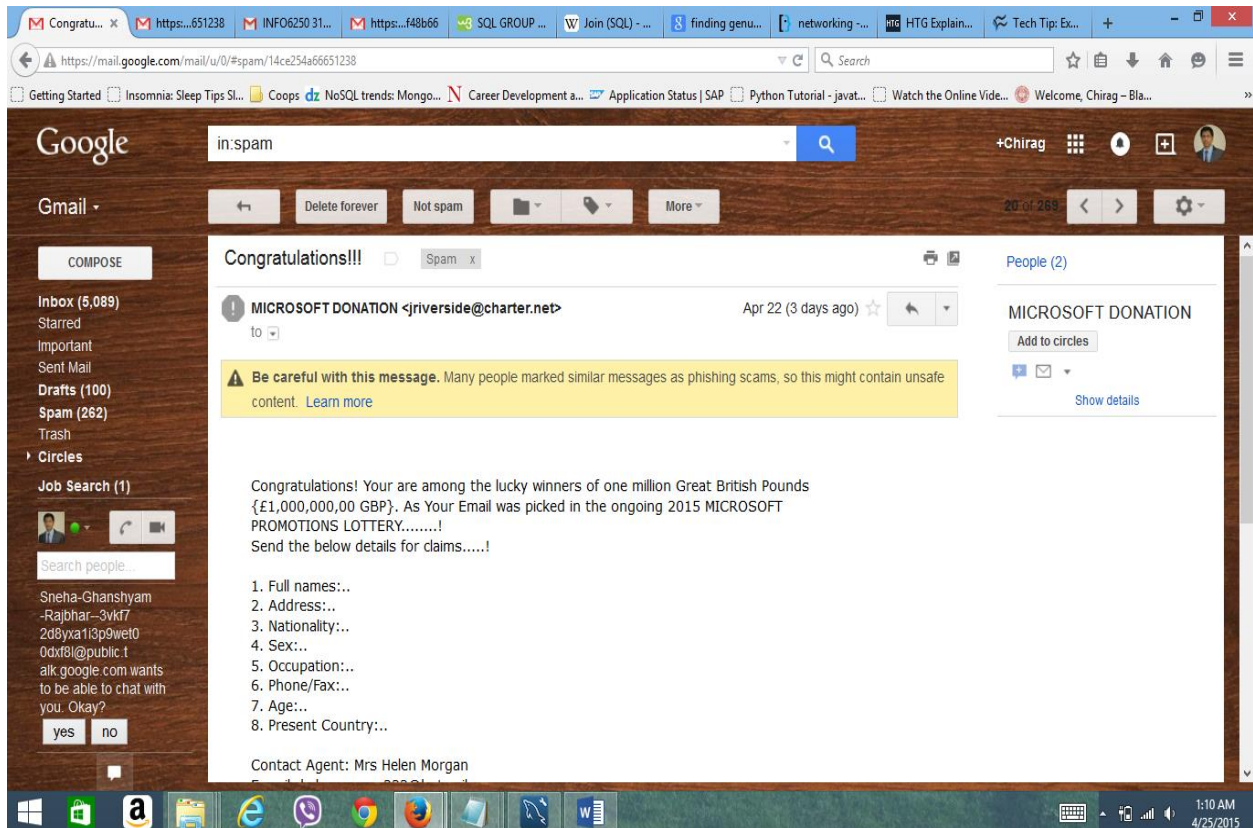 Congratu... x
https:...651238
INFO6250 31...
https:...f48b66
SQL GROUP ...
Join (SQL) - ...
finding genu...
networking -...
HTG Explain...
Tech Tip: Ex...
https://mail.google.com/mail/u/0/#spam/14ce254a66651238
Search
Getting Started
Insomnia: Sleep Tips Sl...
Coops
NoSQL trends: Mongo...
Career Development a...
Application Status | SAP
Python Tutorial - javat...
Watch the Online Vide...
Welcome, Chirag – Bla...
Google
in:spam
+Chirag
Gmail
Delete forever
Not spam
More
20 of 269
COMPOSE
Inbox (5,089)
Starred
Important
Sent Mail
Drafts (100)
Spam (262)
Trash
Circles
Job Search (1)
Search people...
Sneha-Ghanshyam
-Rajbhar--3vkf7
2d8yxa1i3p9wet0
0dxf8l@public.t
alk.google.com wants
to be able to chat with
you. Okay?
yes no
Congratulations!!!
Spam x
MICROSOFT DONATION <jriverside@charter.net>
Apr 22 (3 days ago)
to
Be careful with this message. Many people marked similar messages as phishing scams, so this might contain unsafe
content. Learn more
Congratulations! Your are among the lucky winners of one million Great British Pounds
{£1,000,000,00 GBP}. As Your Email was picked in the ongoing 2015 MICROSOFT
PROMOTIONS LOTTERY........!
Send the below details for claims.....!
1. Full names:..
2. Address:..
3. Nationality:..
4. Sex:..
5. Occupation:..
6. Phone/Fax:..
7. Age:..
8. Present Country:..
Contact Agent: Mrs Helen Morgan
People (2)
MICROSOFT DONATION
Add to circles
Show details
1:10 AM
4/25/2015